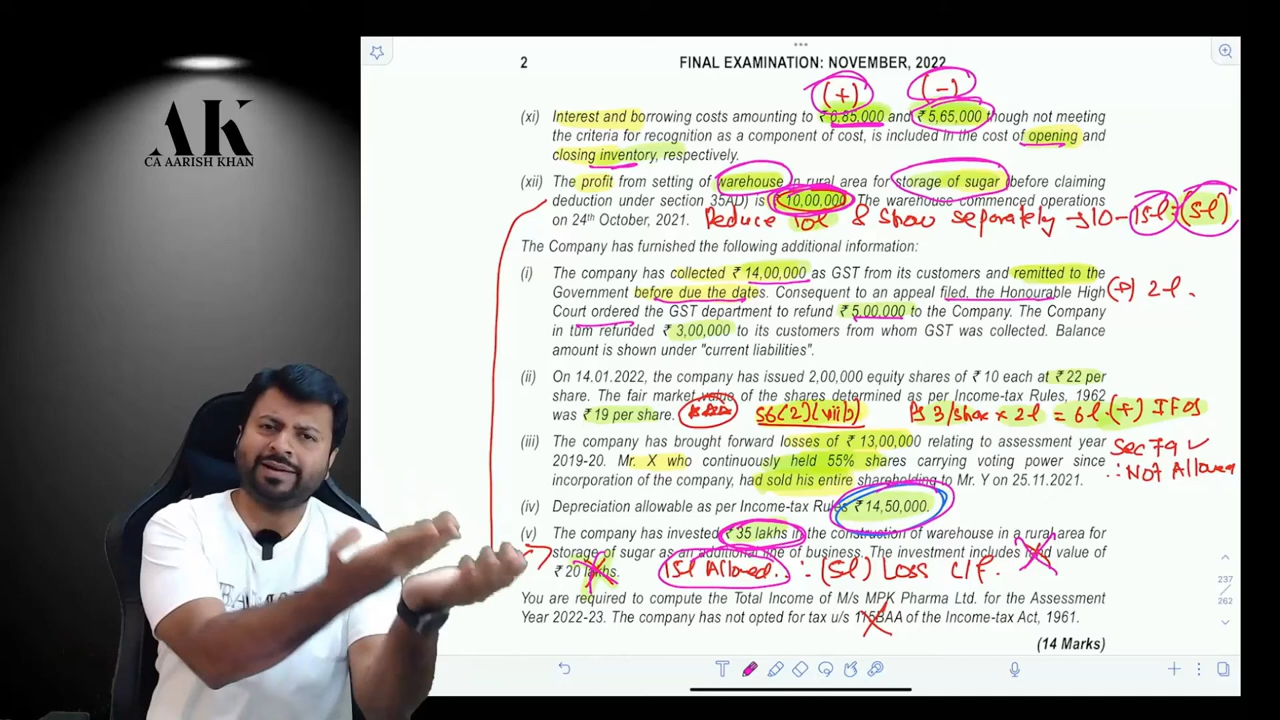 AK
CA AARISH KHAN
2 FINAL EXAMINATION: NOVEMBER, 2022
(+) (-)
(xi) Interest and borrowing costs amounting to ₹ 6,85,000 and ₹ 5,65,000 though not meeting
the criteria for recognition as a component of cost, is included in the cost of opening and
closing inventory, respectively.
(xii) The profit from setting of warehouse in rural area for storage of sugar (before claiming
deduction under section 35AD) is ₹ 10,00,000. The warehouse commenced operations
on 24th October, 2021. Reduce 10l & show separately → 10 - 15l = (5l)
The Company has furnished the following additional information:
(i) The company has collected ₹ 14,00,000 as GST from its customers and remitted to the
Government before due the dates. Consequent to an appeal filed, the Honourable High (+) 2l.
Court ordered the GST department to refund ₹ 5,00,000 to the Company. The Company
in turn refunded ₹ 3,00,000 to its customers from whom GST was collected. Balance
amount is shown under "current liabilities".
(ii) On 14.01.2022, the company has issued 2,00,000 equity shares of ₹ 10 each at ₹ 22 per
share. The fair market value of the shares determined as per Income-tax Rules, 1962
was ₹ 19 per share. 56(2)(viib) Rs 3/share x 2l = 6l. (+) IFOS
(iii) The company has brought forward losses of ₹ 13,00,000 relating to assessment year Sec 79 ✓
2019-20. Mr. X who continuously held 55% shares carrying voting power since ∴ Not Allowed
incorporation of the company, had sold his entire shareholding to Mr. Y on 25.11.2021.
(iv) Depreciation allowable as per Income-tax Rules ₹ 14,50,000.
(v) The company has invested ₹ 35 lakhs in the construction of warehouse in a rural area for
storage of sugar as an additional line of business. The investment includes land value of
₹ 20 lakhs. 15l Allowed. ∴ (5l) Loss C/f.
You are required to compute the Total Income of M/s MPK Pharma Ltd. for the Assessment
Year 2022-23. The company has not opted for tax u/s 115BAA of the Income-tax Act, 1961.
(14 Marks)
237
262